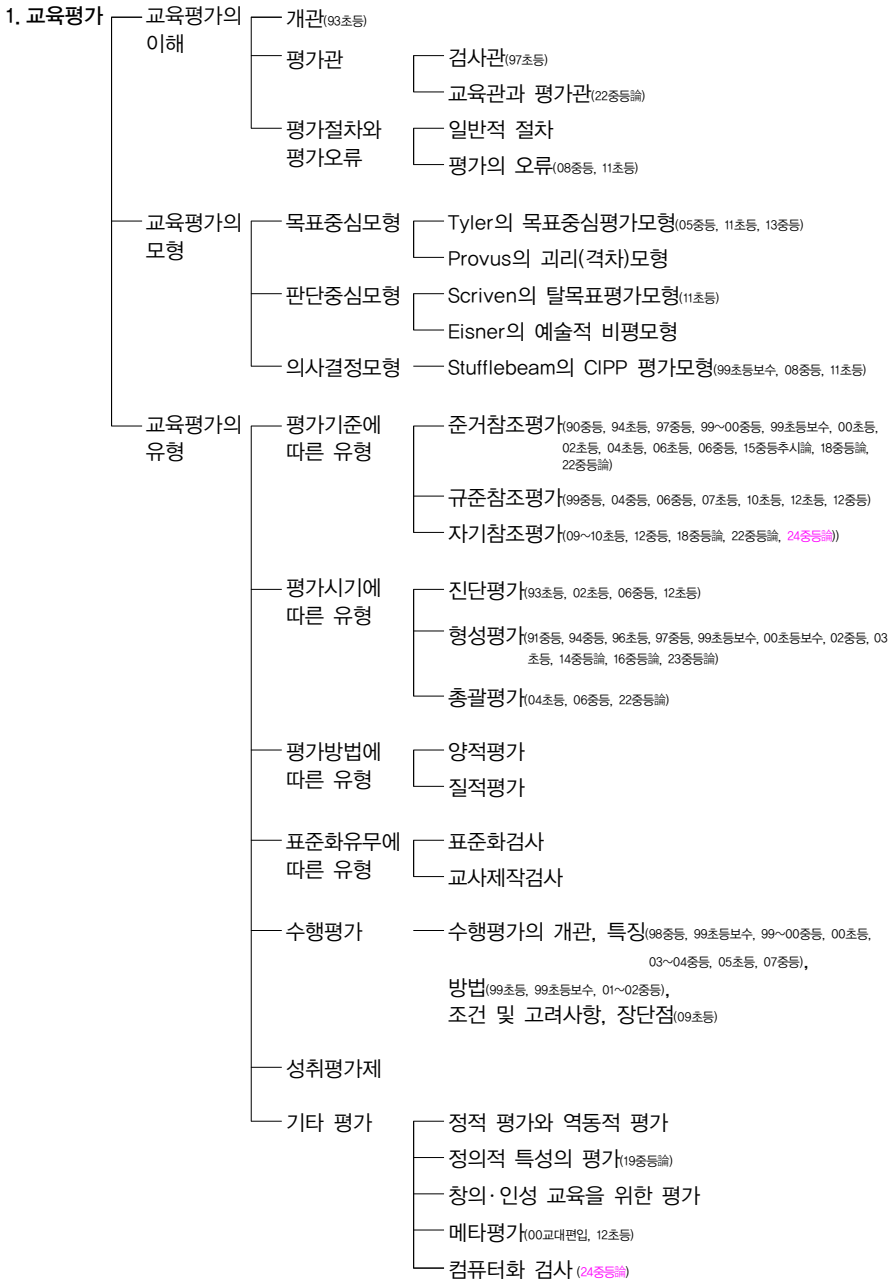 1. 교육평가
교육평가의
이해
개관(93초등)
평가관
검사관(97초등)
교육관과 평가관(22중등論)
평가절차와
평가오류
일반적 절차
평가의 오류(08중등, 11초등)
교육평가의
모형
목표중심모형
Tyler의 목표중심평가모형(05중등, 11초등, 13중등)
Provus의 괴리(격차)모형
판단중심모형
Scriven의 탈목표평가모형(11초등)
Eisner의 예술적 비평모형
의사결정모형
Stufflebeam의 CIPP 평가모형(99초등보수, 08중등, 11초등)
교육평가의
유형
평가기준에
따른 유형
준거참조평가(90중등, 94초등, 97중등, 99~00중등, 99초등보수, 00초등,
02초등, 04초등, 06초등, 06중등, 15중등추시論, 18중등論,
22중등論)
규준참조평가(99중등, 04중등, 06중등, 07초등, 10초등, 12초등, 12중등)
자기참조평가(09~10초등, 12중등, 18중등論, 22중등論, 24중등論))
평가시기에
따른 유형
진단평가(93초등, 02초등, 06중등, 12초등)
형성평가(91중등, 94중등, 96초등, 97중등, 99초등보수, 00초등보수, 02중등, 03
초등, 14중등論, 16중등論, 23중등論)
총괄평가(04초등, 06중등, 22중등論)
평가방법에
따른 유형
양적평가
질적평가
표준화유무에
따른 유형
표준화검사
교사제작검사
수행평가
수행평가의 개관, 특징(98중등, 99초등보수, 99~00중등, 00초등,
03~04중등, 05초등, 07중등),
방법(99초등, 99초등보수, 01~02중등),
조건 및 고려사항, 장단점(09초등)
성취평가제
기타 평가
정적 평가와 역동적 평가
정의적 특성의 평가(19중등論)
창의·인성 교육을 위한 평가
메타평가(00교대편입, 12초등)
컴퓨터화 검사 (24중등論)